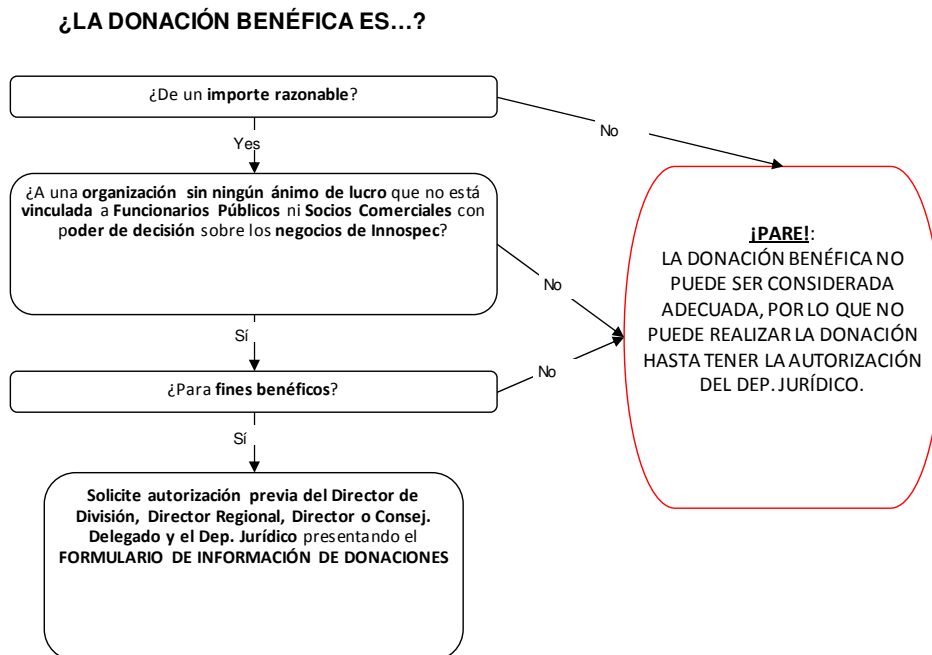 ¿LA DONACIÓN BENÉFICA ES...?
¿De un importe razonable?
No
Yes
¿A una organización sin ningún ánimo de lucro que no está
vinculada a Funcionarios Públicos ni Socios Comerciales con
poder de decisión sobre los negocios de Innospec?
¡PARE!:
LA DONACIÓN BENÉFICA NO
PUEDE SER CONSIDERADA
ADECUADA, POR LO QUE NO
PUEDE REALIZAR LA DONACIÓN
HASTA TENER LA AUTORIZACIÓN
DEL DEP. JURÍDICO.
No
Sí
¿Para fines benéficos?
No
Sí
Solicite autorización previa del Director de
División, Director Regional, Director o Consej.
Delegado y el Dep. Jurídico presentando el
FORMULARIO DE INFORMACIÓN DE DONACIONES